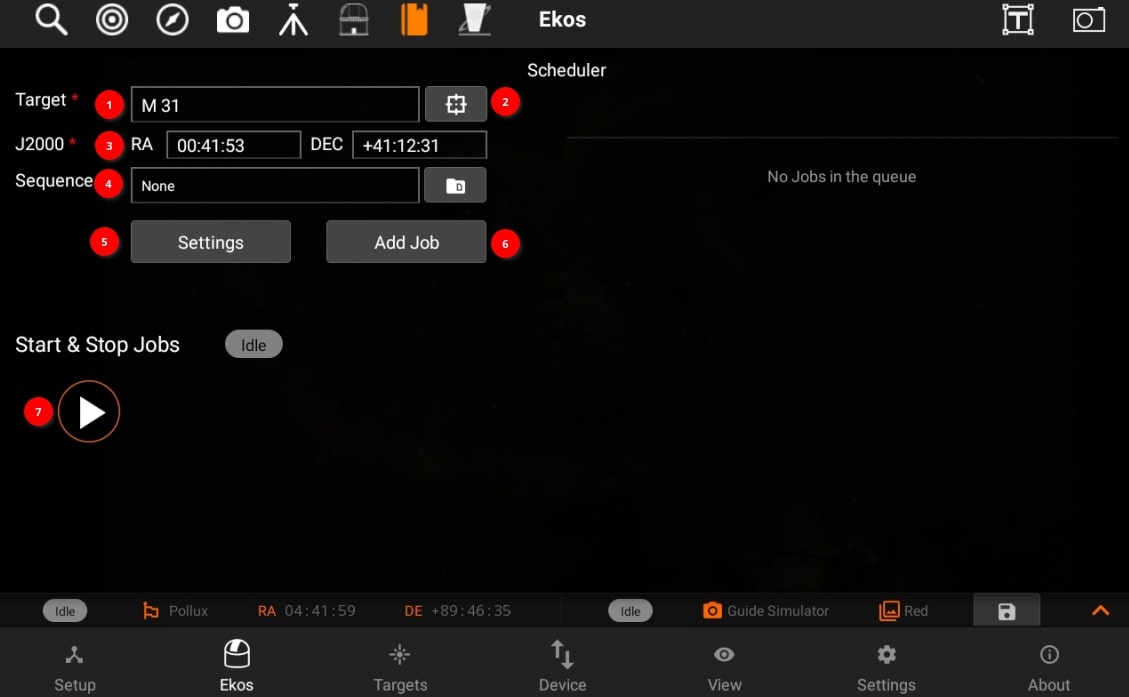 Ekos
T
Scheduler
Target * 1 M 31 2
J2000 * 3 RA 00:41:53 DEC +41:12:31
Sequence 4 None
No Jobs in the queue
5 Settings Add Job 6
Start & Stop Jobs Idle
7
Idle Pollux RA 04:41:59 DE +89:46:35 Idle Guide Simulator Red
Setup Ekos Targets Device View Settings About